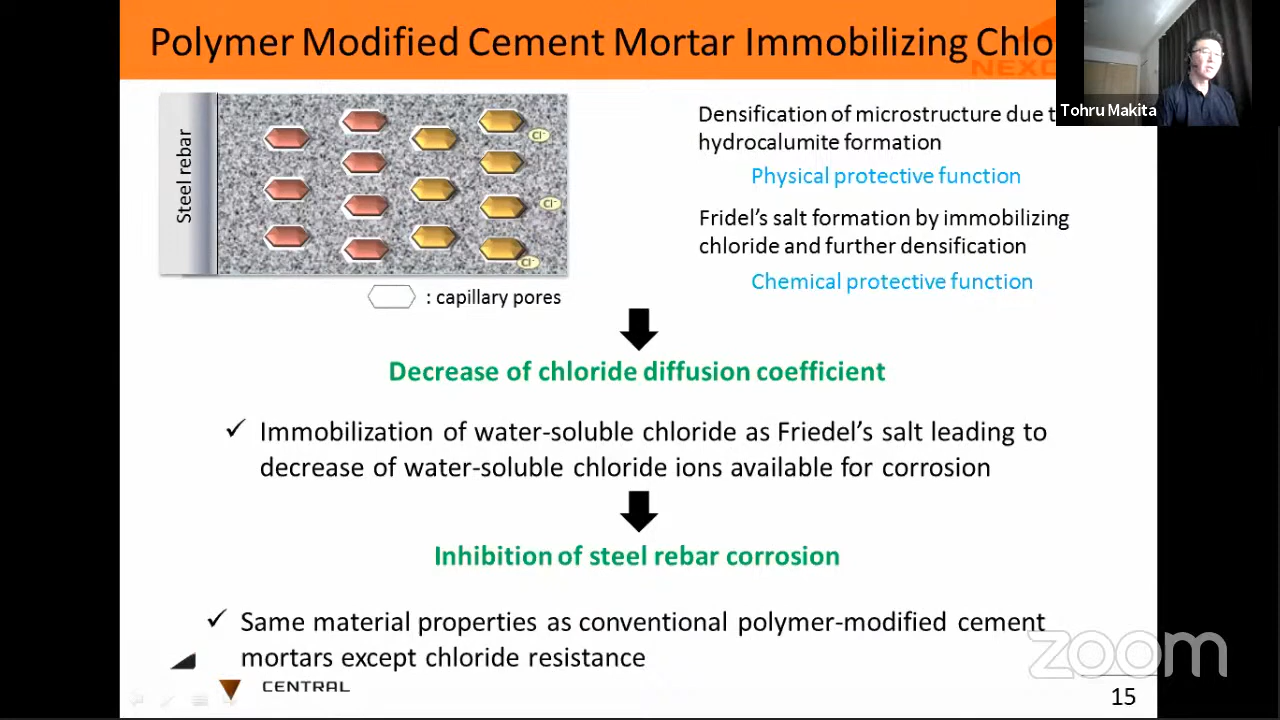 Polymer Modified Cement Mortar Immobilizing Chlo
NEXC
Tohru Makita
Steel rebar
Cl⁻
Cl⁻
Cl⁻
: capillary pores
Densification of microstructure due t
hydrocalumite formation
Physical protective function
Fridel's salt formation by immobilizing
chloride and further densification
Chemical protective function
Decrease of chloride diffusion coefficient
✓ Immobilization of water-soluble chloride as Friedel's salt leading to
decrease of water-soluble chloride ions available for corrosion
Inhibition of steel rebar corrosion
✓ Same material properties as conventional polymer-modified cement
mortars except chloride resistance
zoom
CENTRAL
15